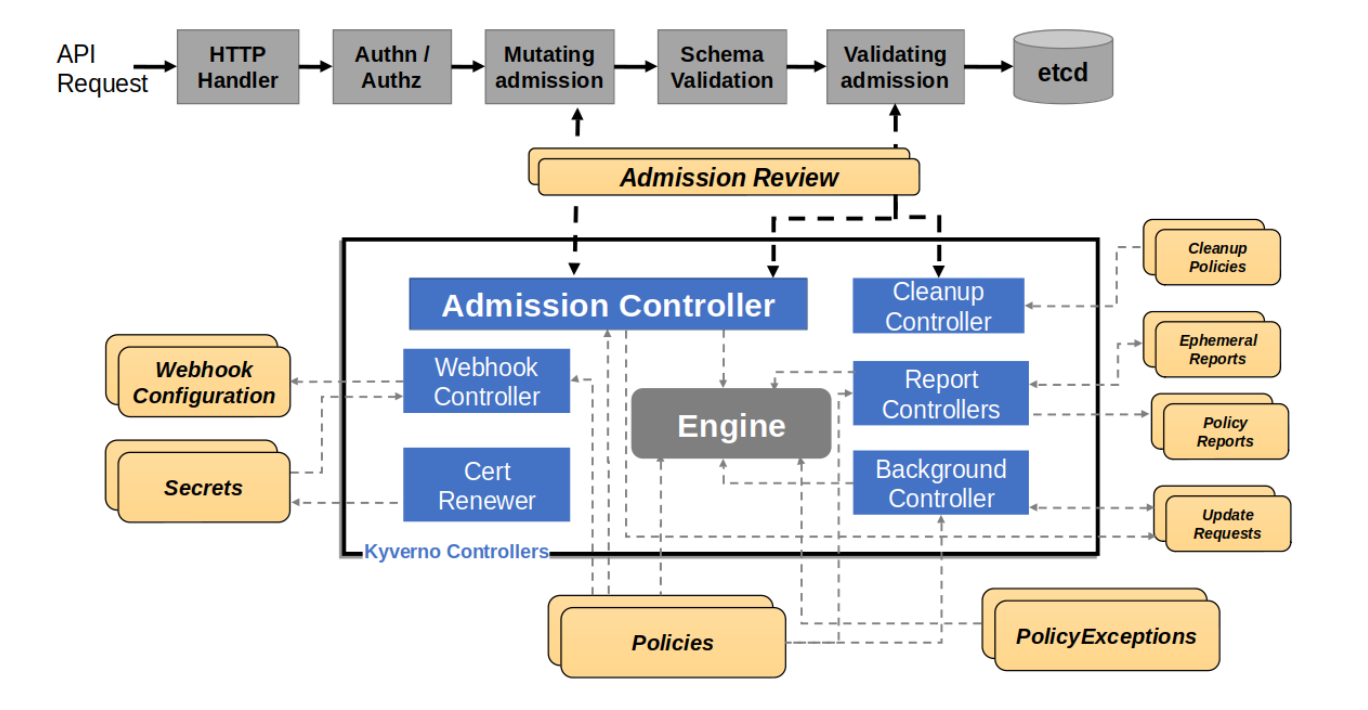 API
Request
HTTP
Handler
Authn /
Authz
Mutating
admission
Schema
Validation
Validating
admission
etcd
Admission Review
Admission Controller
Cleanup
Controller
Cleanup
Policies
Webhook
Configuration
Webhook
Controller
Engine
Report
Controllers
Ephemeral
Reports
Policy
Reports
Secrets
Cert
Renewer
Background
Controller
Update
Requests
Kyverno Controllers
Policies
PolicyExceptions